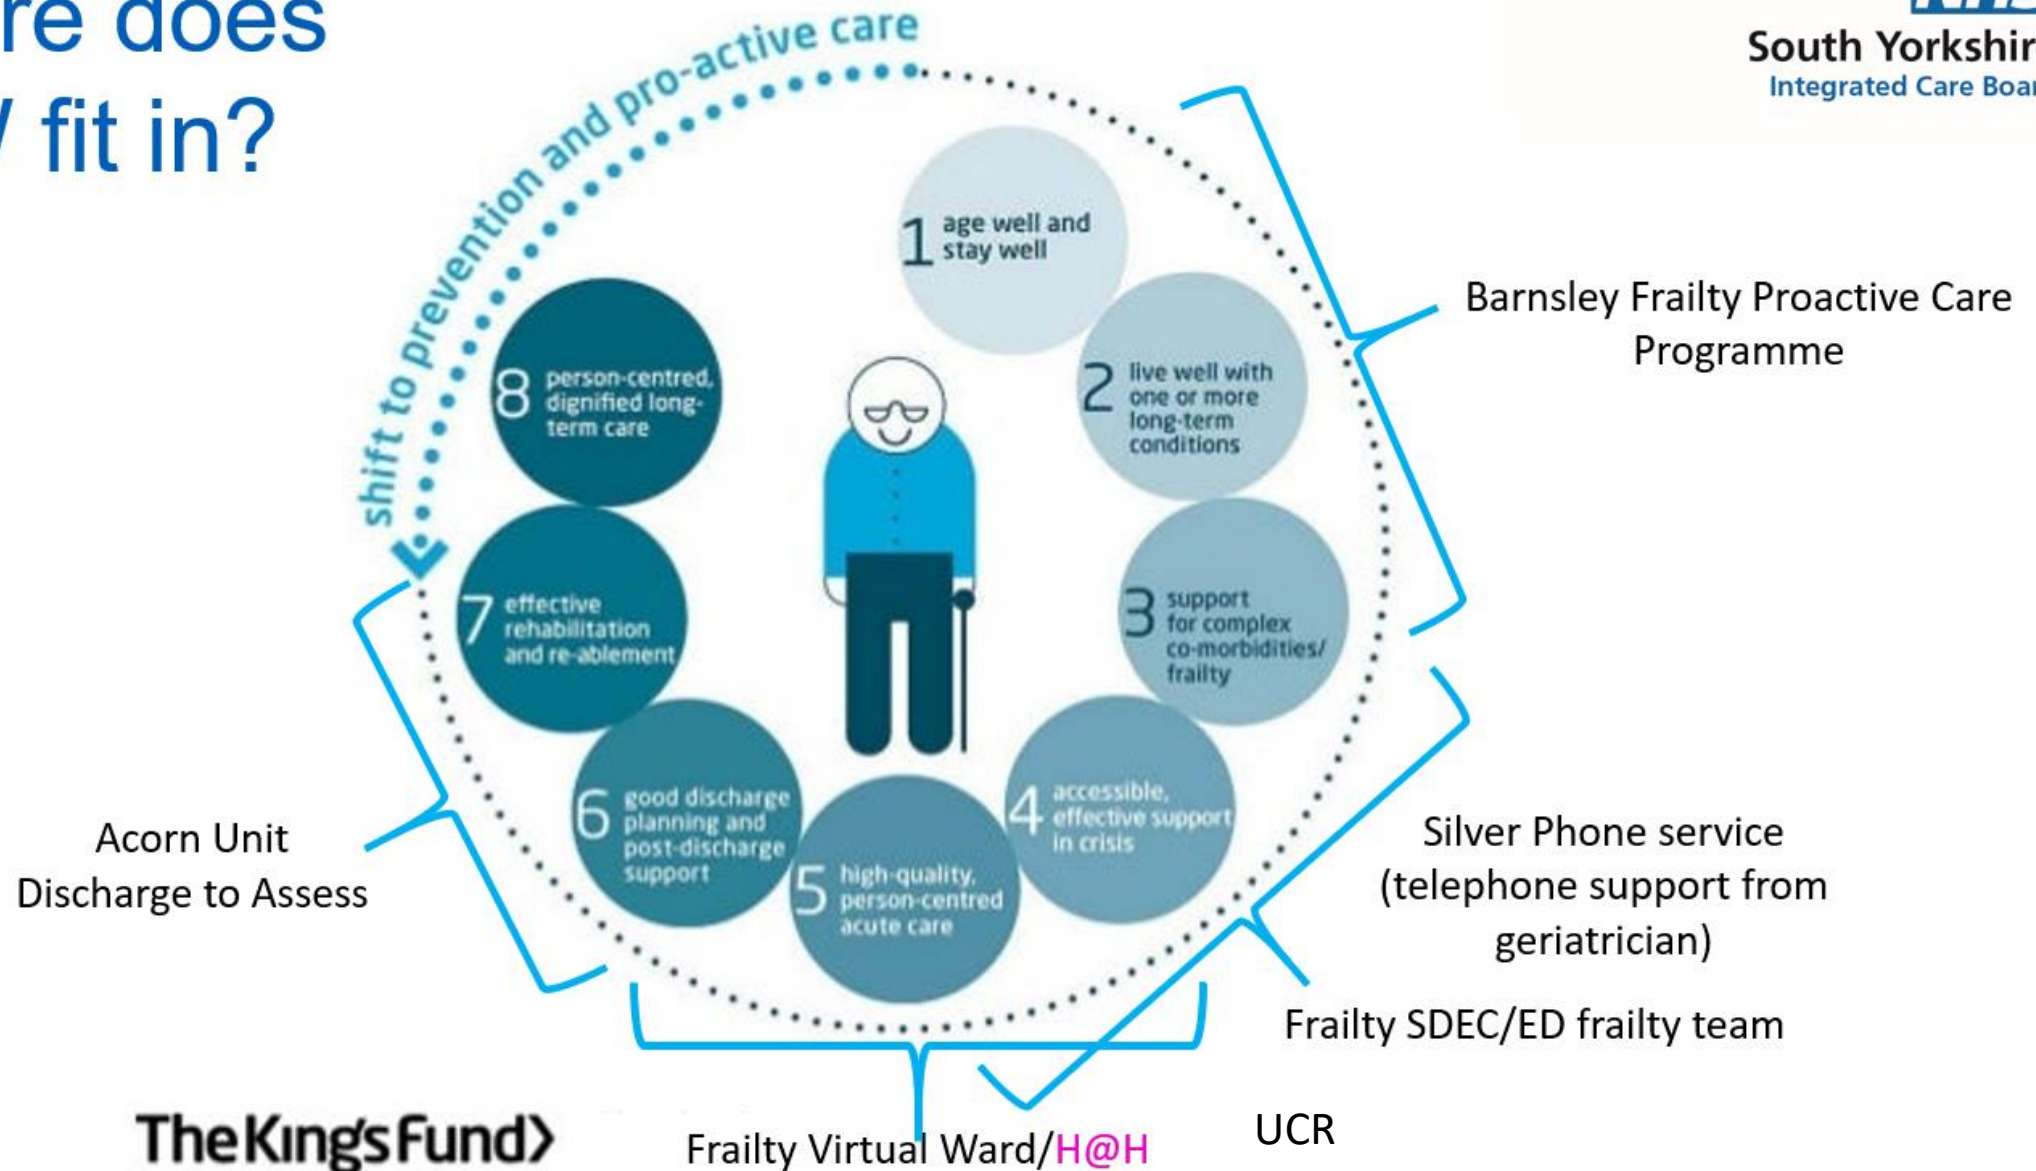 re does
fit in?
NHS
South Yorkshir
Integrated Care Boar
shift to prevention and pro-active care
1 age well and
stay well
2 live well with
one or more
long-term
conditions
3 support
for complex
co-morbidities/
frailty
4 accessible,
effective support
in crisis
5 high-quality,
person-centred
acute care
6 good discharge
planning and
post-discharge
support
7 effective
rehabilitation
and re-ablement
8 person-centred,
dignified long-
term care
Barnsley Frailty Proactive Care
Programme
Silver Phone service
(telephone support from
geriatrician)
Frailty SDEC/ED frailty team
UCR
Frailty Virtual Ward/H@H
Acorn Unit
Discharge to Assess
TheKing'sFund>